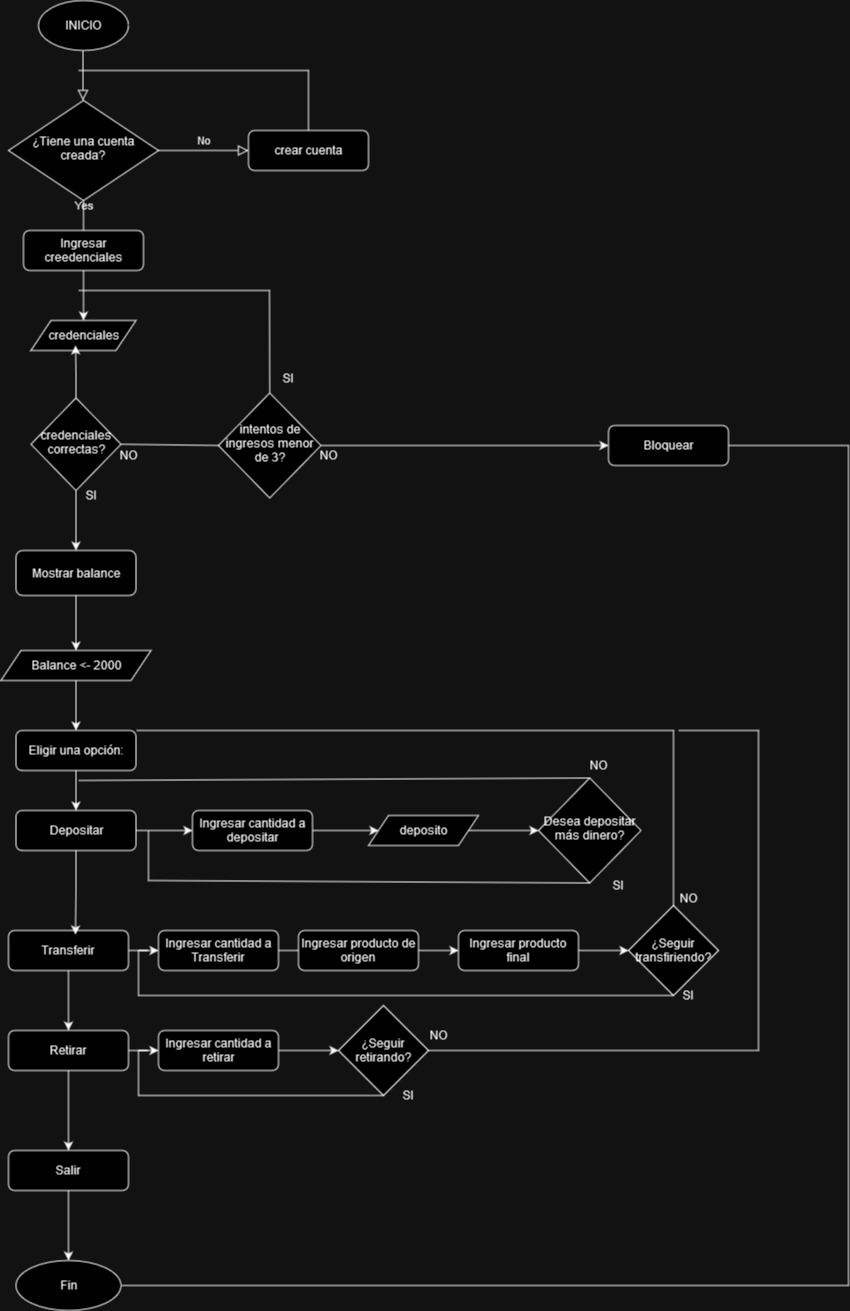 INICIO
¿Tiene una cuenta
creada?
No
crear cuenta
Yes
Ingresar
creedenciales
credenciales
SI
credenciales
correctas?
NO
intentos de
ingresos menor
de 3?
NO
Bloquear
SI
Mostrar balance
Balance <- 2000
Eligir una opción:
NO
Depositar
Ingresar cantidad a
depositar
deposito
Desea depositar
más dinero?
SI
NO
Transferir
Ingresar cantidad a
Transferir
Ingresar producto de
origen
Ingresar producto
final
¿Seguir
transfiriendo?
SI
Retirar
Ingresar cantidad a
retirar
¿Seguir
retirando?
NO
SI
Salir
Fin